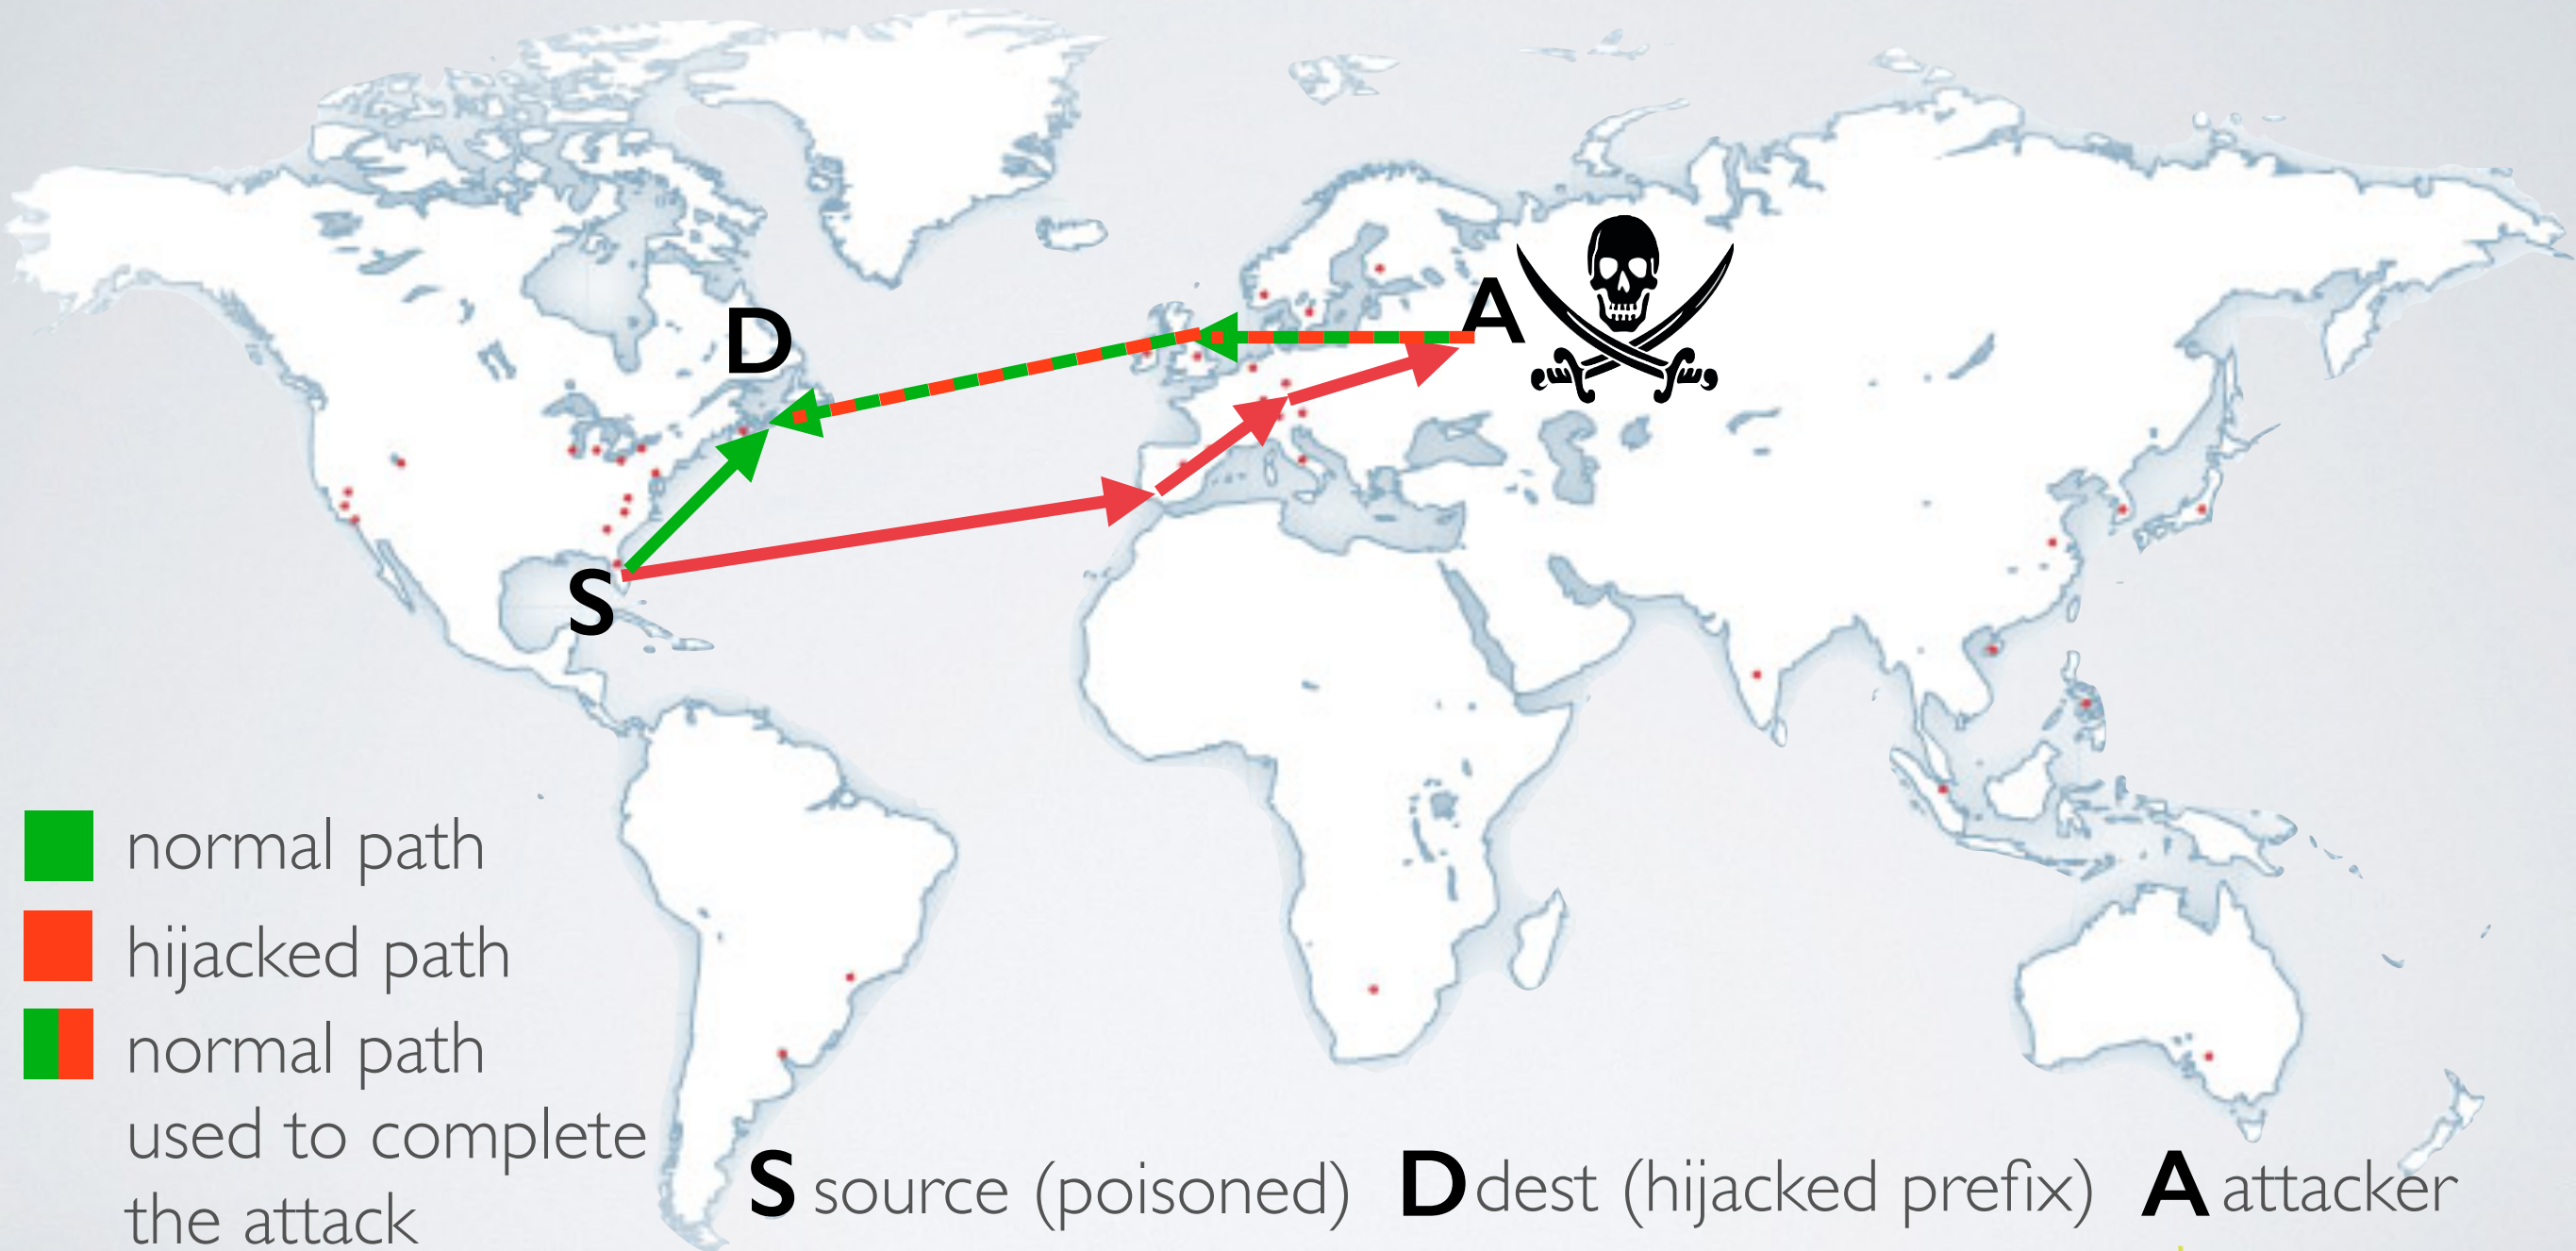 D
A
S
normal path
hijacked path
normal path
used to complete
the attack
S source (poisoned) D dest (hijacked prefix) A attacker